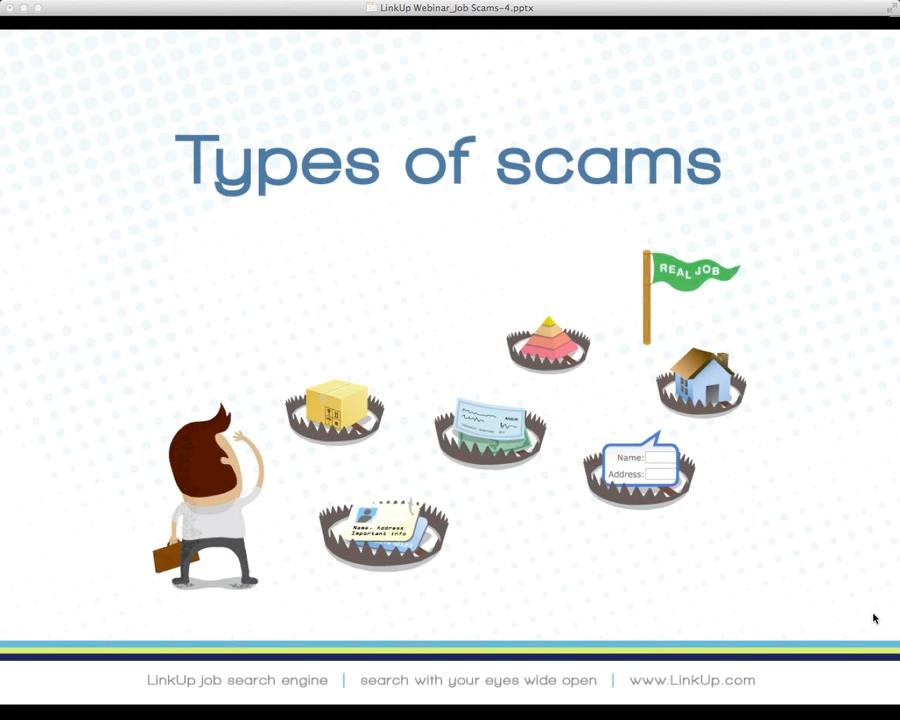 LinkUp Webinar_Job Scams-4.pptx
Types of scams
REAL JOB
Name:
Address:
Name, Address
Important info
LinkUp job search engine | search with your eyes wide open | www.LinkUp.com